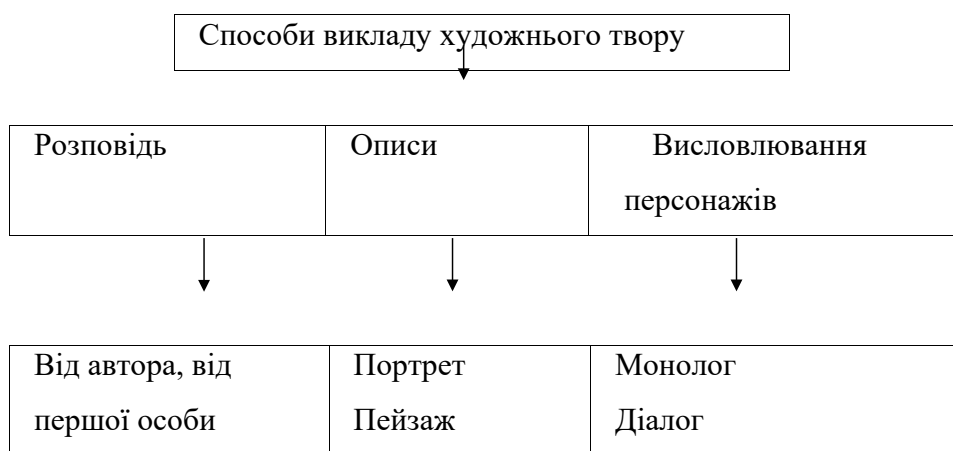 Способи викладу художнього твору
Розповідь
Описи
Висловлювання
персонажів
Від автора, від
першої особи
Портрет
Пейзаж
Монолог
Діалог